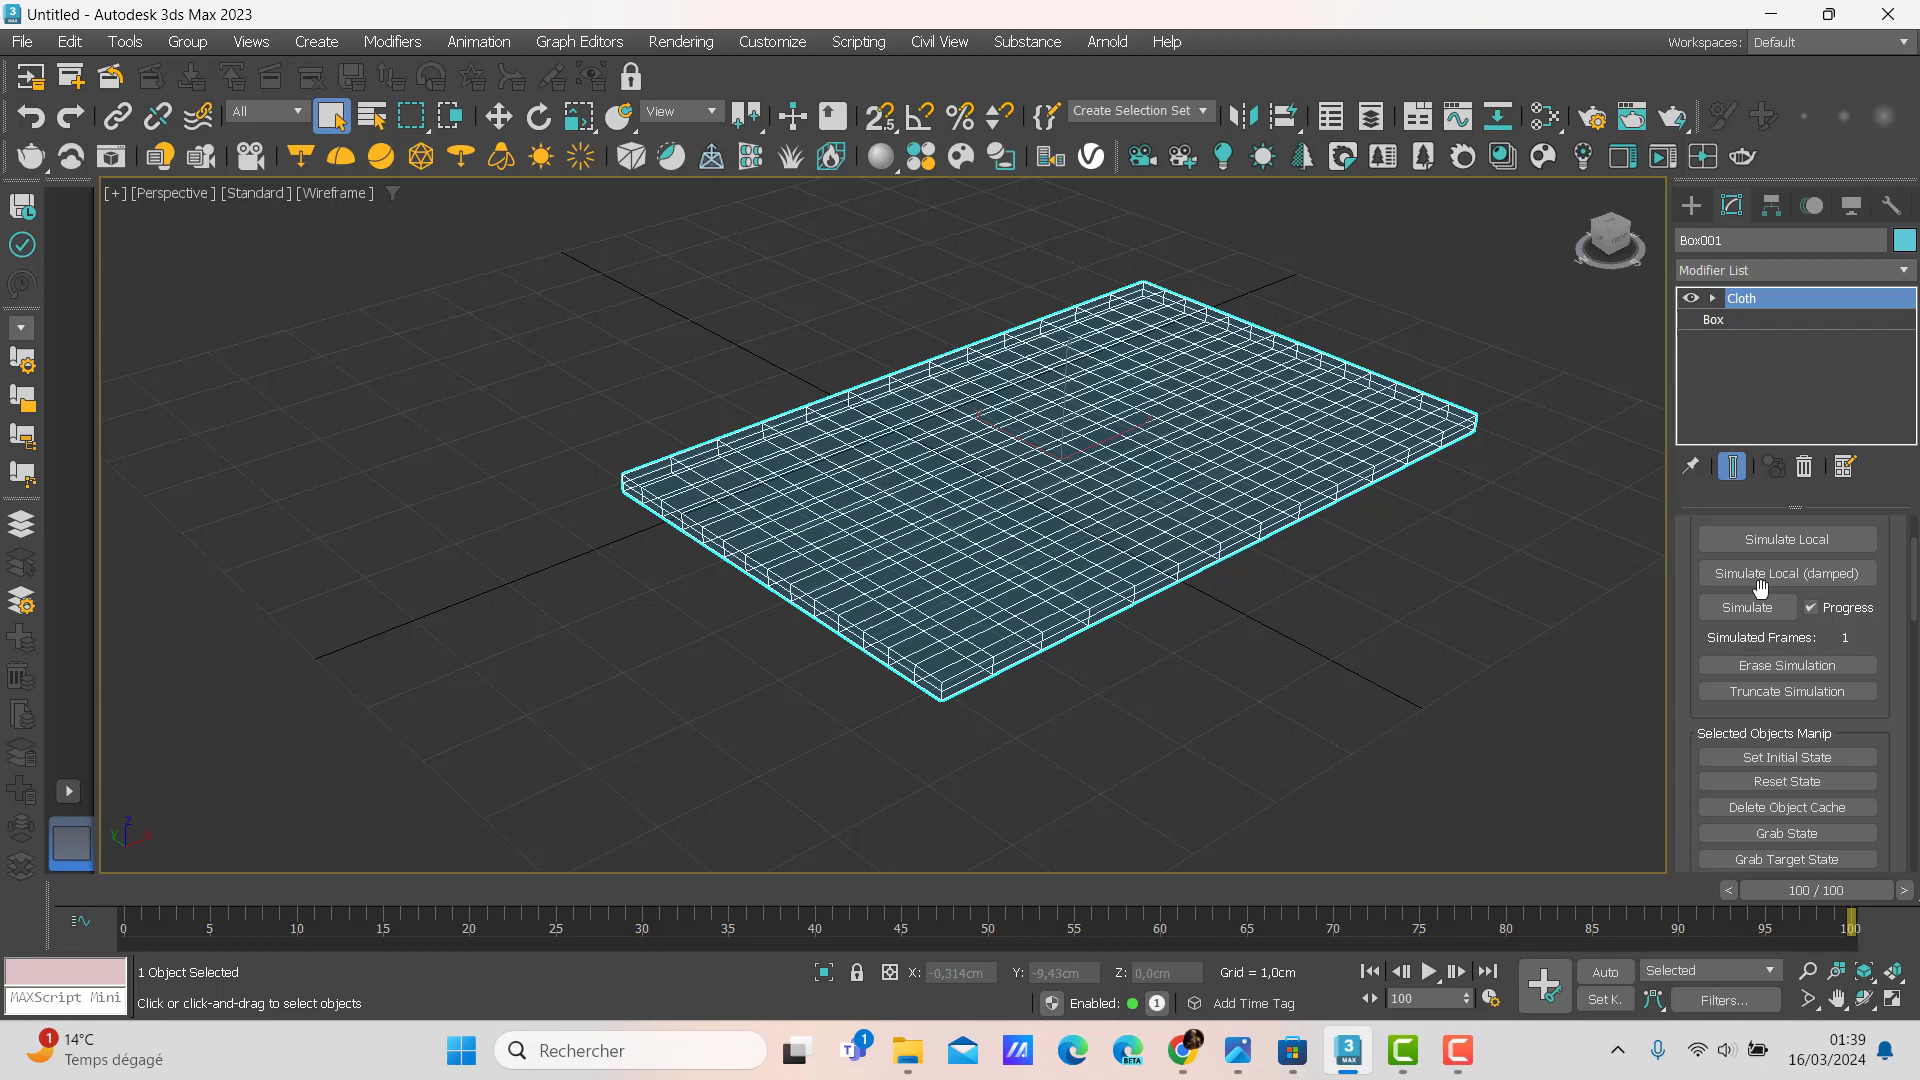 Untitled - Autodesk 3ds Max 2023
File Edit Tools Group Views Create Modifiers Animation Graph Editors Rendering Customize Scripting Civil View Substance Arnold Help Workspaces: Default
All View Create Selection Set
[+] [Perspective] [Standard] [Wireframe]
Box001
Modifier List
Cloth
Box
Simulate Local
Simulate Local (damped)
Simulate Progress
Simulated Frames: 1
Erase Simulation
Truncate Simulation
Selected Objects Manip
Set Initial State
Reset State
Delete Object Cache
Grab State
Grab Target State
< 100 / 100 >
0 5 10 15 20 25 30 35 40 45 50 55 60 65 70 75 80 85 90 95 100
1 Object Selected X: -0,314cm Y: -9,43cm Z: 0,0cm Grid = 1,0cm Auto Selected
MAXScript Mini Click or click-and-drag to select objects Enabled: 1 Add Time Tag 100 Set K. Filters...
1 14°C
Temps dégagé
Rechercher
1
BETA
3
MAX
01:39
16/03/2024